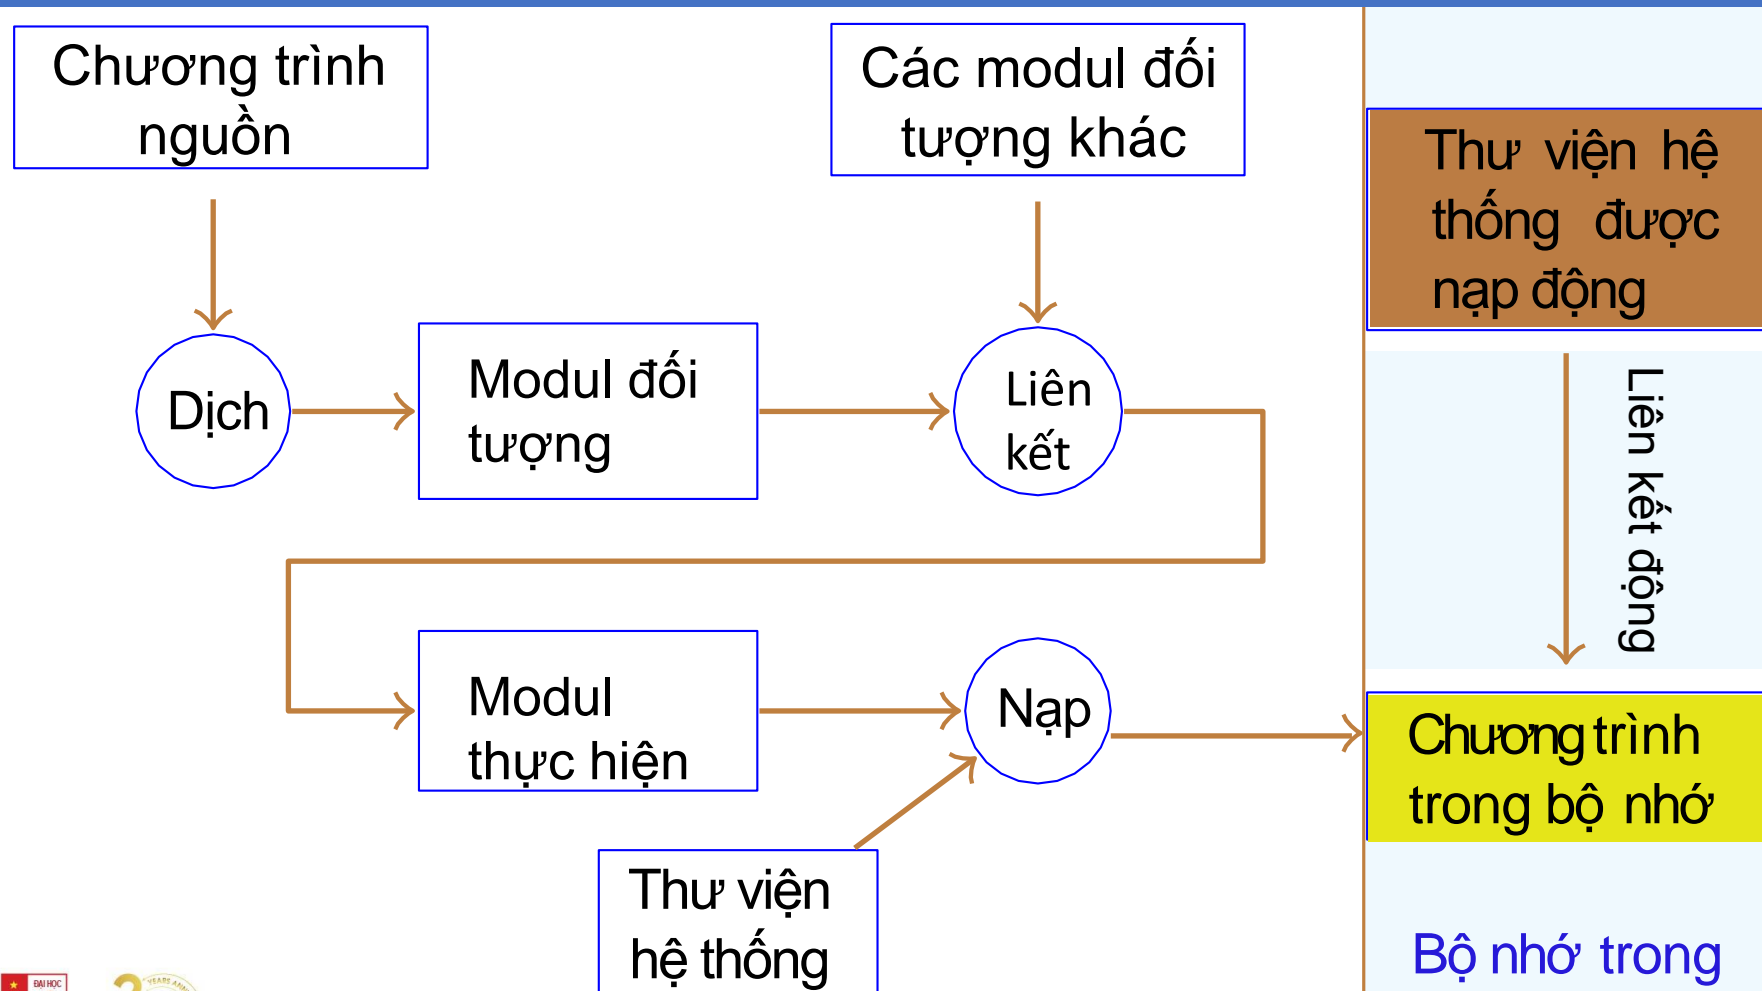 Chương trình
nguồn
Các modul đối
tượng khác
Thư viện hệ
thống được
nạp động
Dịch
Modul đối
tượng
Liên
kết
Liên kết động
Modul
thực hiện
Nạp
Chương trình
trong bộ nhớ
Thư viện
hệ thống
Bộ nhớ trong
ĐẠI HỌC